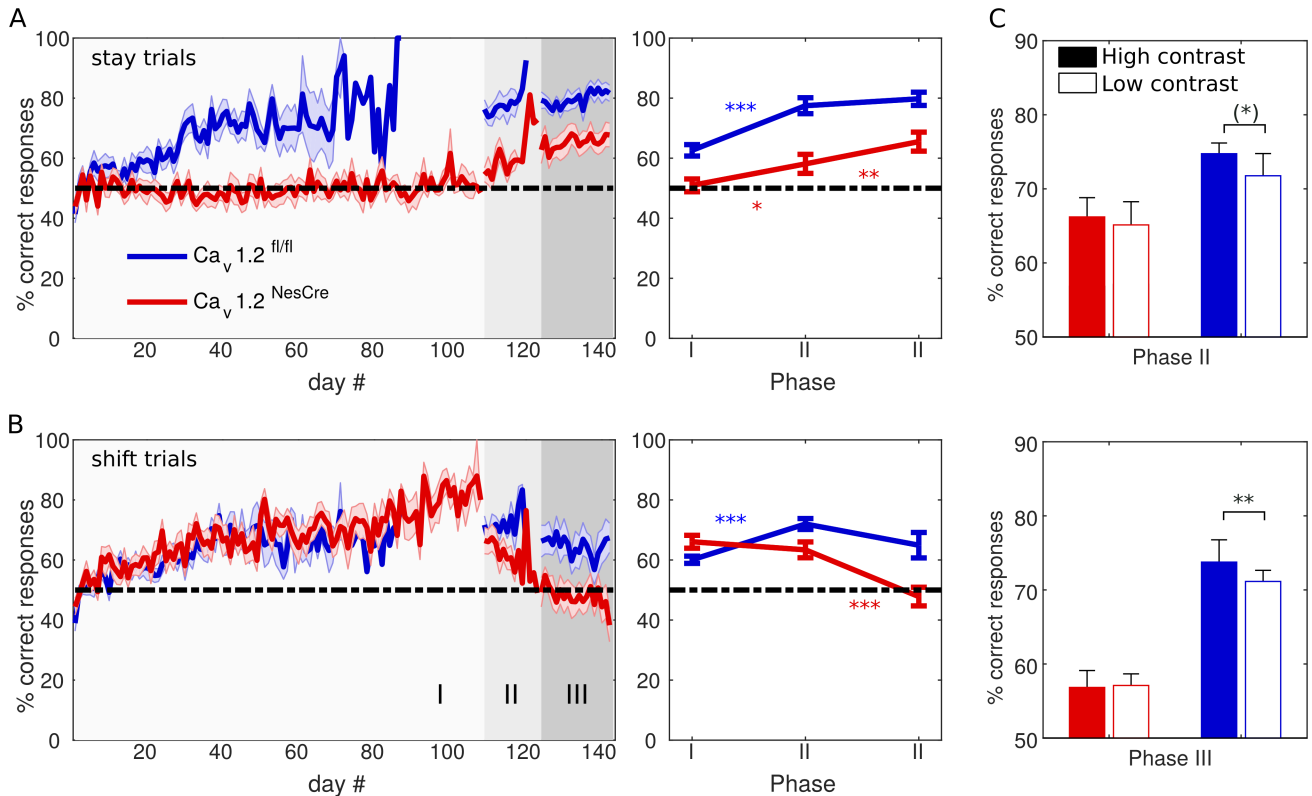 A
stay trials
% correct responses
100
80
60
40
20
0
Cav 1.2 fl/fl
Cav 1.2 NesCre
20 40 60 80 100 120 140
day #
100
80
60
40
20
0
***
**
*
I II II
Phase
C
% correct responses
90
80
70
60
50
High contrast
Low contrast
(*)
Phase II
B
shift trials
% correct responses
100
80
60
40
20
0
I II III
20 40 60 80 100 120 140
day #
100
80
60
40
20
0
***
***
I II II
Phase
% correct responses
90
80
70
60
50
**
Phase III